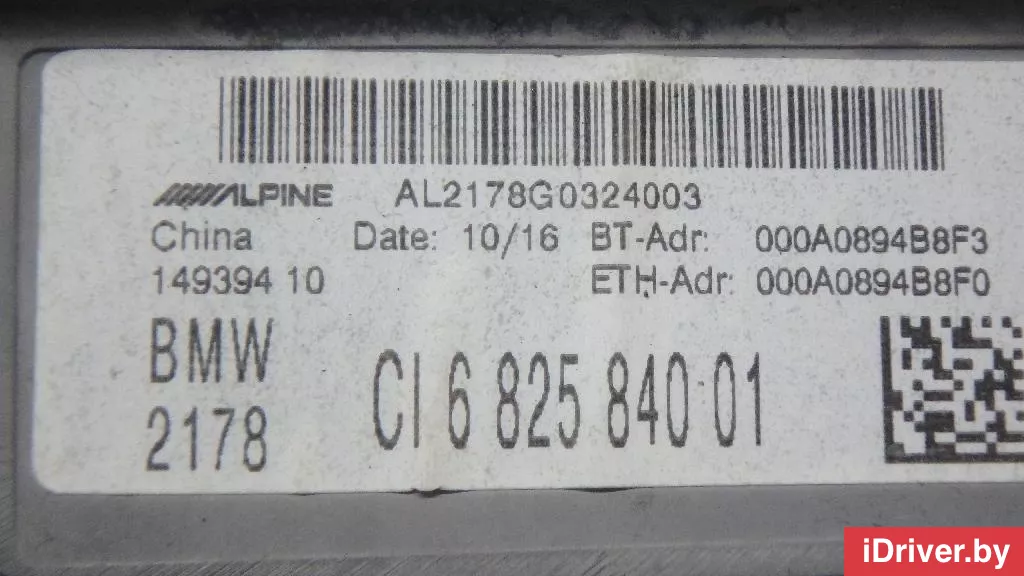 ALPINE AL2178G0324003
China Date: 10/16 BT-Adr: 000A0894B8F3
149394 10 ETH-Adr: 000A0894B8F0
BMW
2178 CI 6 825 840 01
iDriver.by